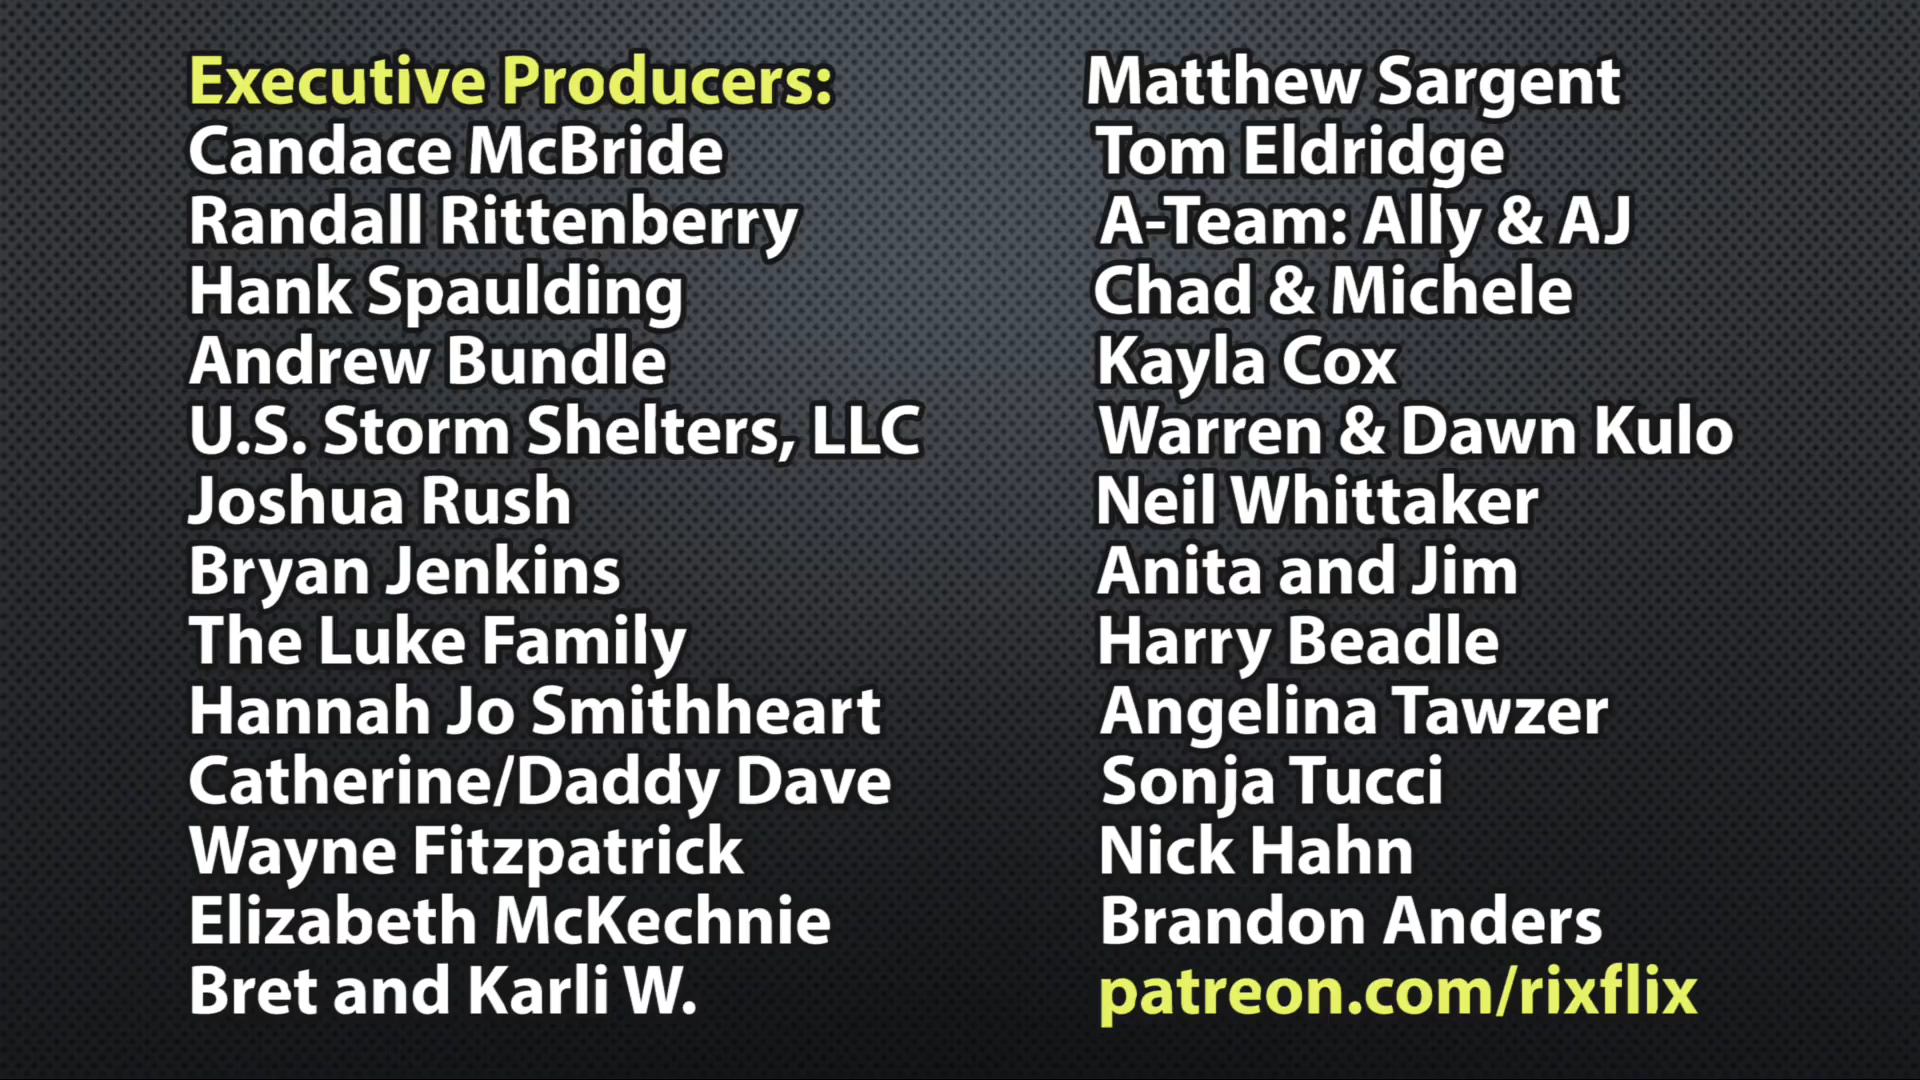 Executive Producers:
Candace McBride
Randall Rittenberry
Hank Spaulding
Andrew Bundle
U.S. Storm Shelters, LLC
Joshua Rush
Bryan Jenkins
The Luke Family
Hannah Jo Smithheart
Catherine/Daddy Dave
Wayne Fitzpatrick
Elizabeth McKechnie
Bret and Karli W.
Matthew Sargent
Tom Eldridge
A-Team: Ally & AJ
Chad & Michele
Kayla Cox
Warren & Dawn Kulo
Neil Whittaker
Anita and Jim
Harry Beadle
Angelina Tawzer
Sonja Tucci
Nick Hahn
Brandon Anders
patreon.com/rixflix